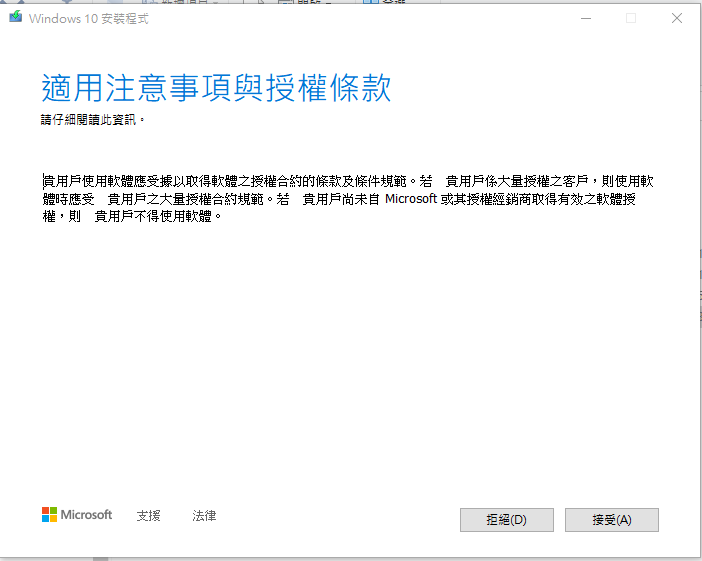 Windows 10 安裝程式
適用注意事項與授權條款
請仔細閱讀此資訊。
貴用戶使用軟體應受據以取得軟體之授權合約的條款及條件規範。若　貴用戶係大量授權之客戶，則使用軟
體時應受　貴用戶之大量授權合約規範。若　貴用戶尚未自 Microsoft 或其授權經銷商取得有效之軟體授
權，則　貴用戶不得使用軟體。
Microsoft 支援 法律 拒絕(D) 接受(A)